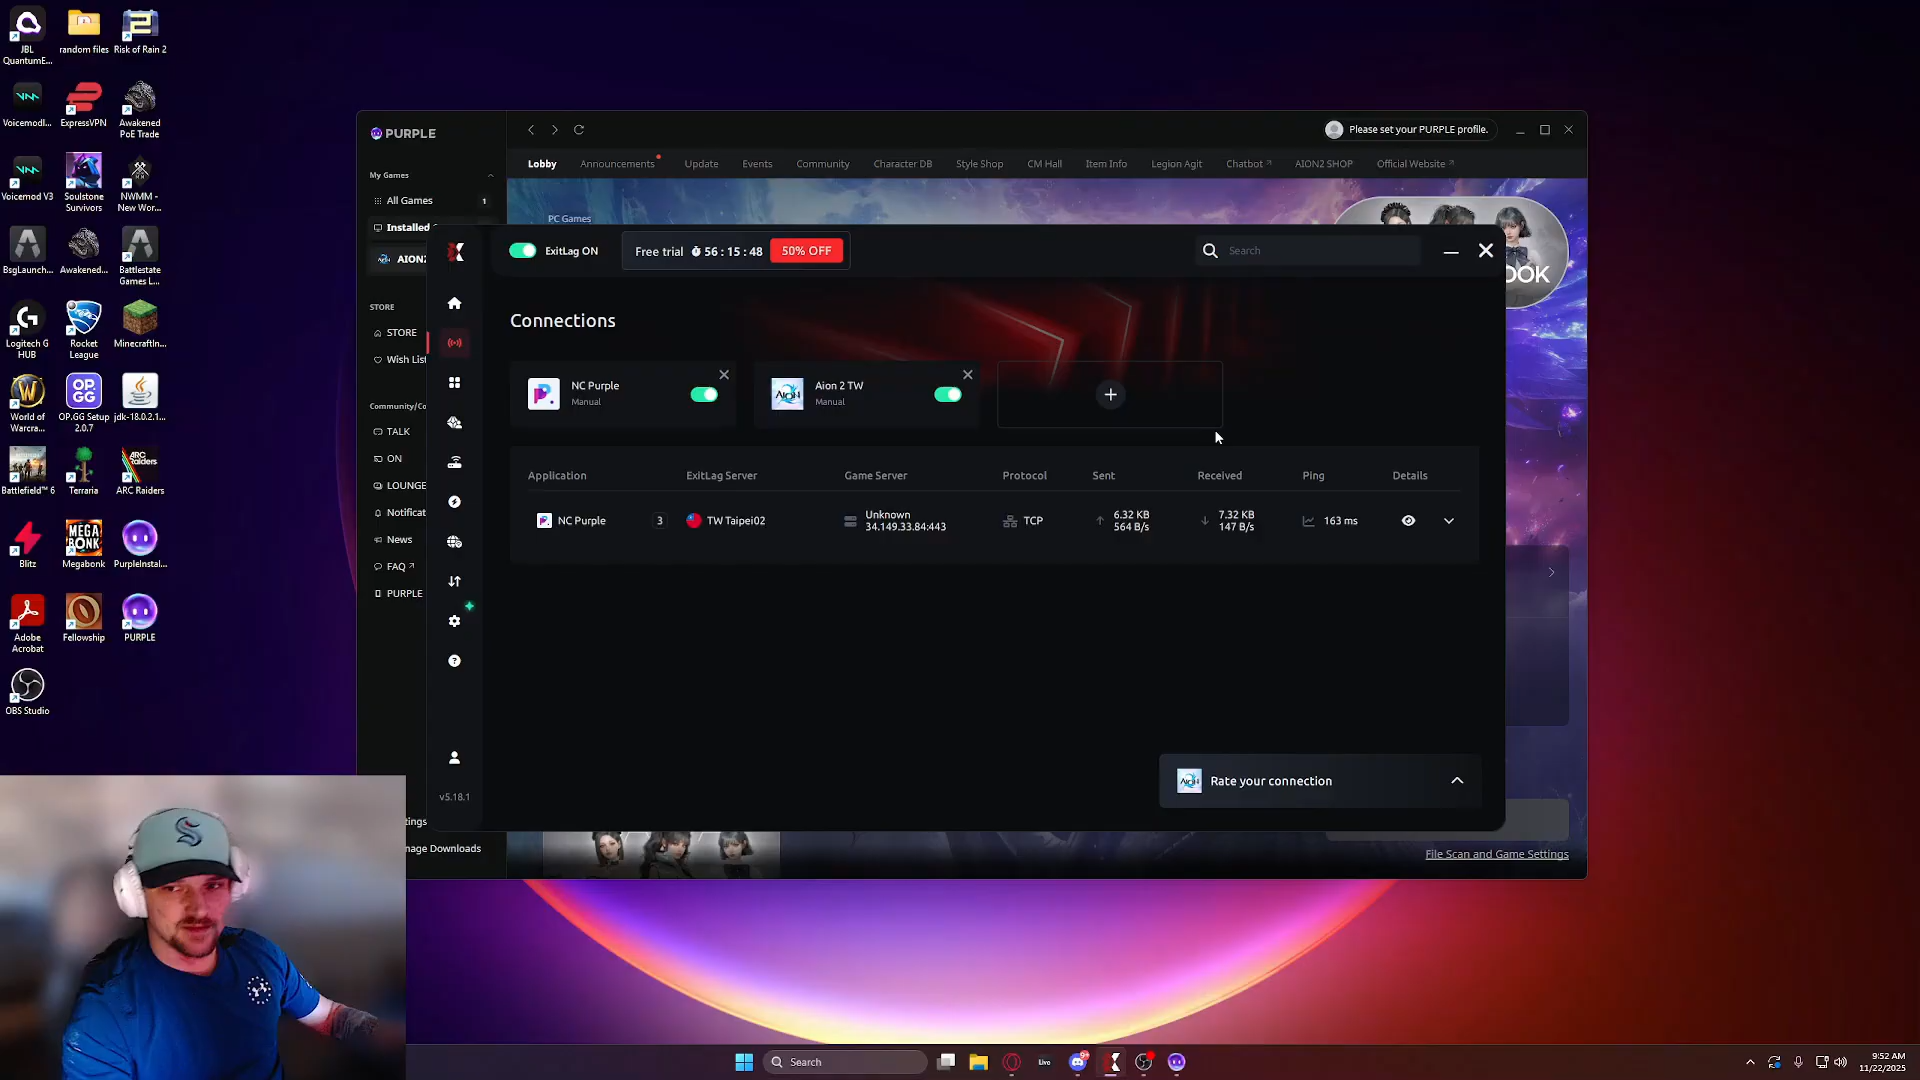 JBL
QuantumE...
random files
Risk of Rain 2
VoicemodI...
ExpressVPN
Awakened
PoE Trade
Voicemod V3
Soulstone
Survivors
NWMM -
New Wor...
BsgLaunch...
Awakened...
Battlestate
Games L...
Logitech G
HUB
Rocket
League
MinecraftIn...
World of
Warcra...
OP.GG Setup
2.0.7
jdk-18.0.2.1...
Battlefield™ 6
Terraria
ARC Raiders
Blitz
Megabonk
PurpleInstal...
Adobe
Acrobat
Fellowship
PURPLE
OBS Studio
PURPLE
Please set your PURPLE profile.
Lobby
Announcements
Update
Events
Community
Character DB
Style Shop
CM Hall
Item Info
Legion Agit
Chatbot
AION2 SHOP
Official Website
My Games
All Games
1
Installed
AION2
STORE
STORE
Wish List
Community/Co
TALK
ON
LOUNGE
Notificat
News
FAQ
PURPLE
PC Games
OOK
ExitLag ON
Free trial 56 : 15 : 48
50% OFF
Search
Connections
NC Purple
Manual
Aion 2 TW
Manual
Application ExitLag Server Game Server Protocol Sent Received Ping Details
NC Purple 3 TW Taipei02
Unknown
34.149.33.84:443
TCP
6.32 KB
564 B/s
7.32 KB
147 B/s
163 ms
Rate your connection
v5.18.1
tings
nage Downloads
File Scan and Game Settings
Search
Live
9:52 AM
11/22/2025